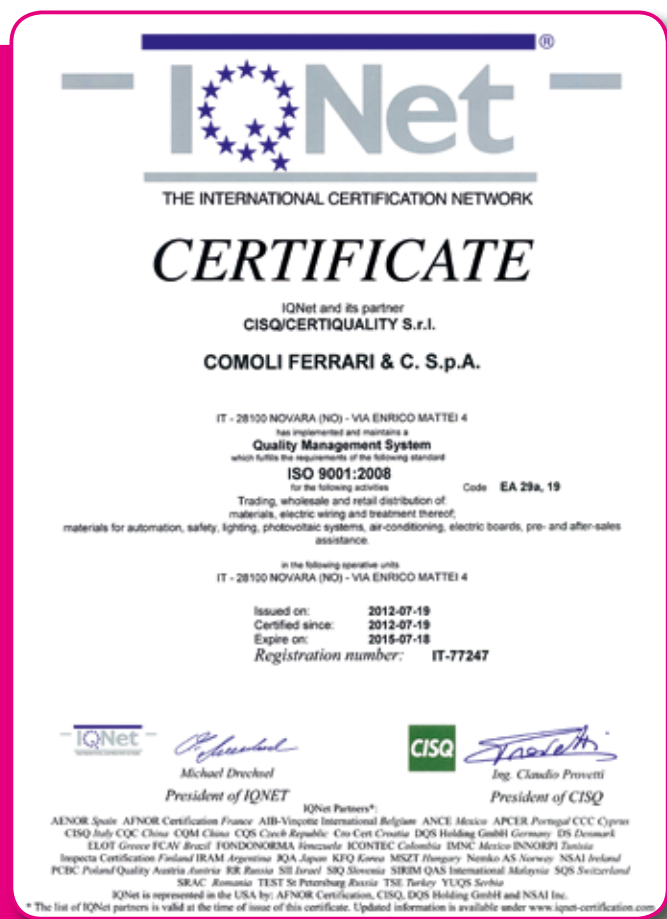 ®
IQNet
THE INTERNATIONAL CERTIFICATION NETWORK
CERTIFICATE
IQNet and its partner
CISQ/CERTIQUALITY S.r.l.
COMOLI FERRARI & C. S.p.A.
IT - 28100 NOVARA (NO) - VIA ENRICO MATTEI 4
has implemented and maintains a
Quality Management System
which fulfills the requirements of the following standard
ISO 9001:2008
for the following activities
Code EA 29a, 19
Trading, wholesale and retail distribution of:
materials, electric wiring and treatment thereof;
materials for automation, safety, lighting, photovoltaic systems, air-conditioning, electric boards, pre- and after-sales
assistance.
in the following operative units
IT - 28100 NOVARA (NO) - VIA ENRICO MATTEI 4
Issued on: 2012-07-19
Certified since: 2012-07-19
Expire on: 2015-07-18
Registration number: IT-77247
IQNet
CISQ
Michael Drechsel
Ing. Claudio Provetti
President of IQNET
President of CISQ
IQNet Partners*:
AENOR Spain AFNOR Certification France AIB-Vinçotte International Belgium ANCE Mexico APCER Portugal CCC Cyprus
CISQ Italy CQC China CQM China CQS Czech Republic Cro Cert Croatia DQS Holding GmbH Germany DS Denmark
ELOT Greece FCAV Brazil FONDONORMA Venezuela ICONTEC Colombia IMNC Mexico INNORPI Tunisia
Inspecta Certification Finland IRAM Argentina JQA Japan KFQ Korea MSZT Hungary Nemko AS Norway NSAI Ireland
PCBC Poland Quality Austria Austria RR Russia SII Israel SIQ Slovenia SIRIM QAS International Malaysia SQS Switzerland
SRAC Romania TEST St Petersburg Russia TSE Turkey YUQS Serbia
IQNet is represented in the USA by: AFNOR Certification, CISQ, DQS Holding GmbH and NSAI Inc.
* The list of IQNet partners is valid at the time of issue of this certificate. Updated information is available under www.iqnet-certification.com